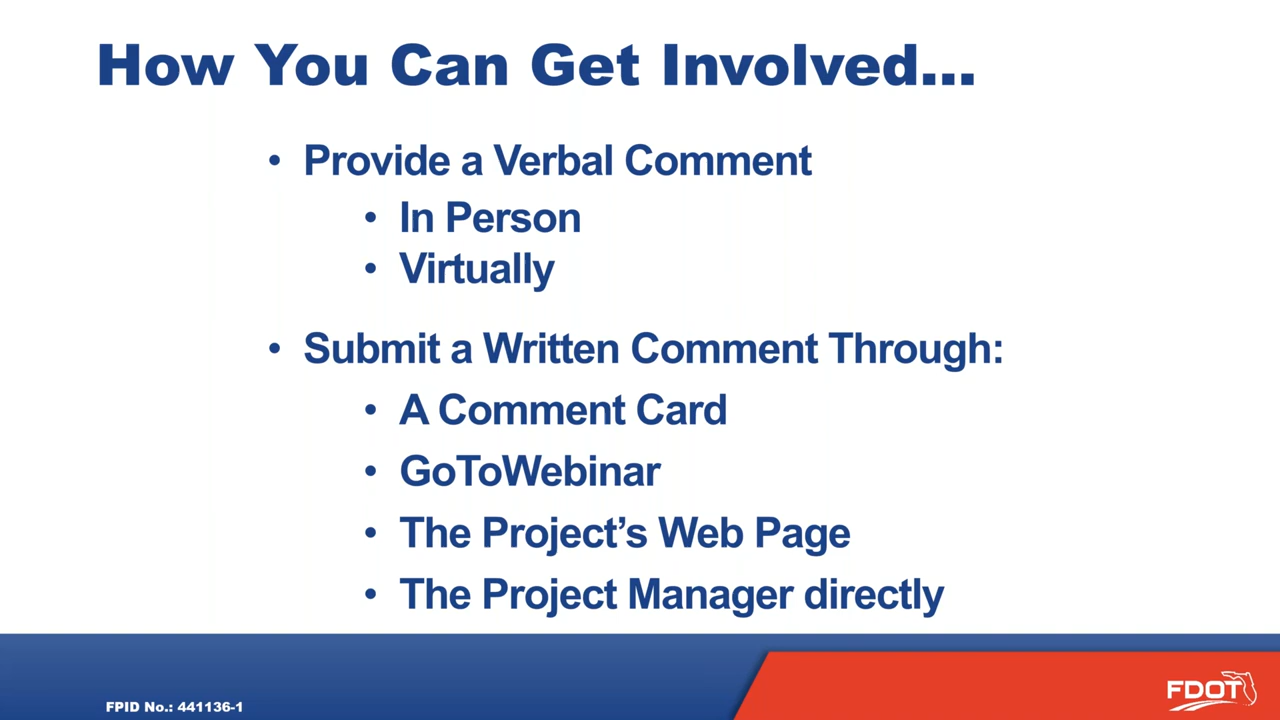 How You Can Get Involved...
• Provide a Verbal Comment
• In Person
• Virtually
• Submit a Written Comment Through:
• A Comment Card
• GoToWebinar
• The Project’s Web Page
• The Project Manager directly
FPID No.: 441136-1
FDOT